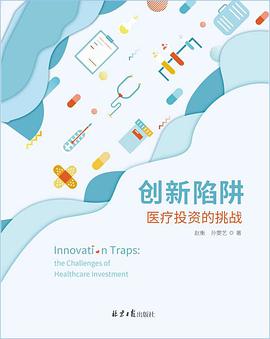 创新陷阱
医疗投资的挑战
赵衡 孙雯艺 著
Innovation Traps:
the Challenges of
Healthcare Investment
北京日报出版社